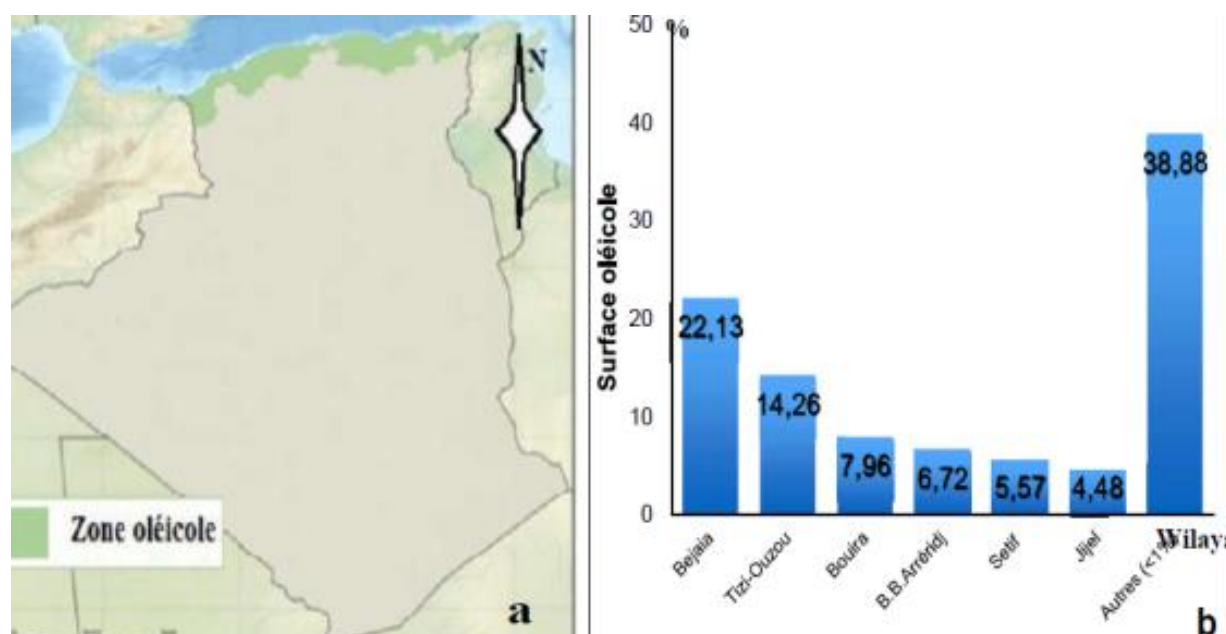 N
Zone oléicole
a
%
50
40
30
20
10
0
Surface oléicole
22,13
14,26
7,96
6,72
5,57
4,48
38,88
Bejaia
Tizi-Ouzou
Bouira
B.B.Arréridj
Setif
Jijel
Autres (<1%
Wilaya
b